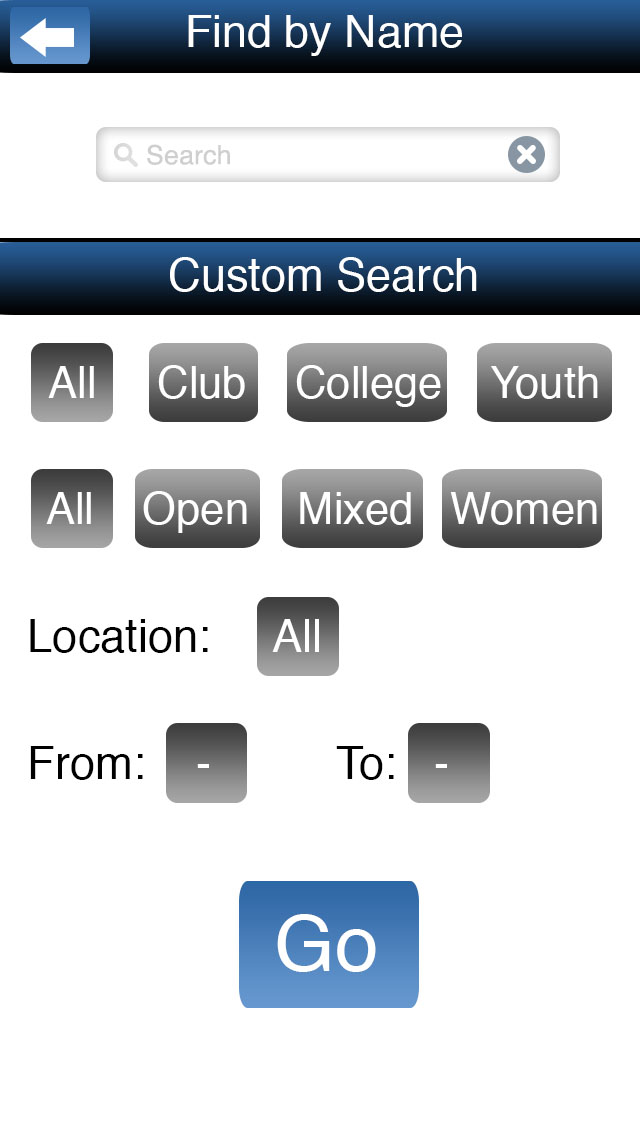 Find by Name
Search
Custom Search
All Club College Youth
All Open Mixed Women
Location: All
From: - To: -
Go